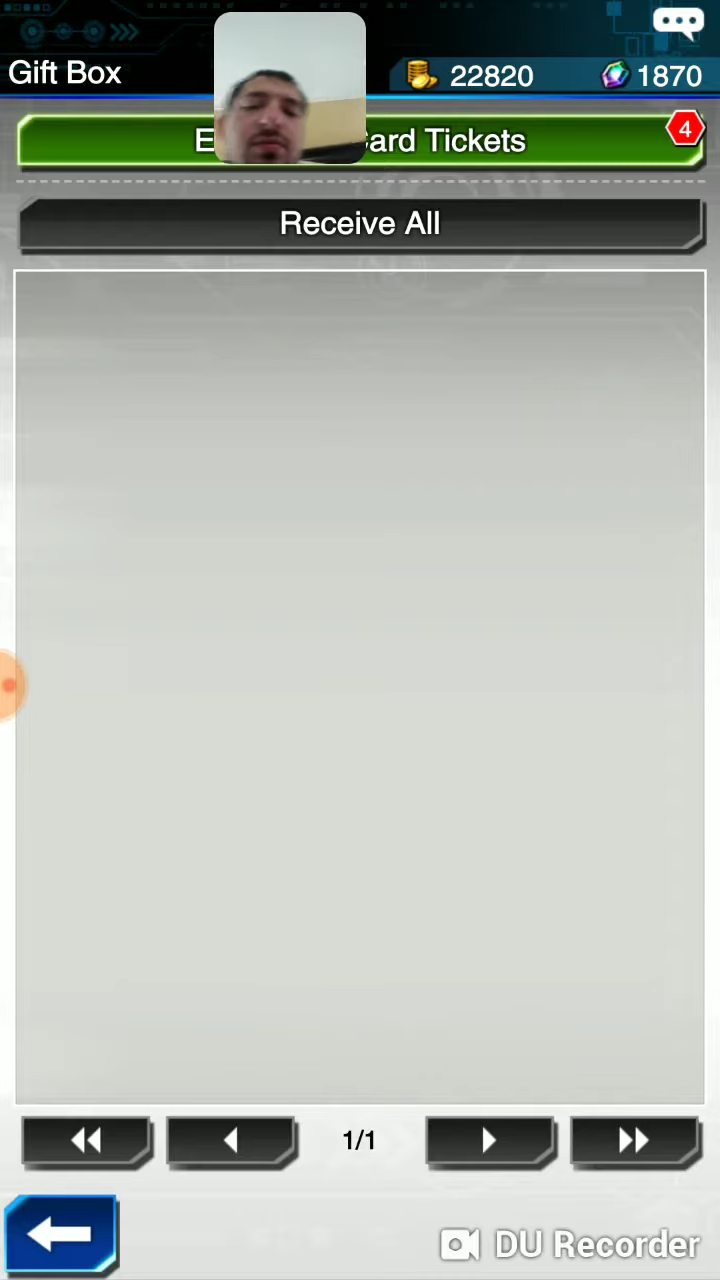 Gift Box
22820
1870
E ard Tickets
4
Receive All
1/1
DU Recorder